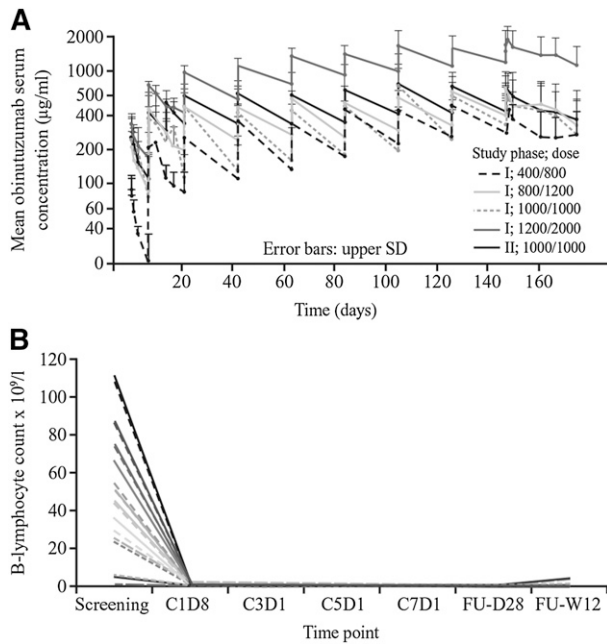 A
Mean obinutuzumab serum
concentration (µg/ml)
2000
1000
500
400
200
60
40
0
Study phase; dose
I; 400/800
I; 800/1200
I; 1000/1000
I; 1200/2000
II; 1000/1000
Error bars: upper SD
20 40 60 80 100 120 140 160
Time (days)
B
B-lymphocyte count x 10⁹/l
120
100
80
60
40
20
0
Screening C1D8 C3D1 C5D1 C7D1 FU-D28 FU-W12
Time point